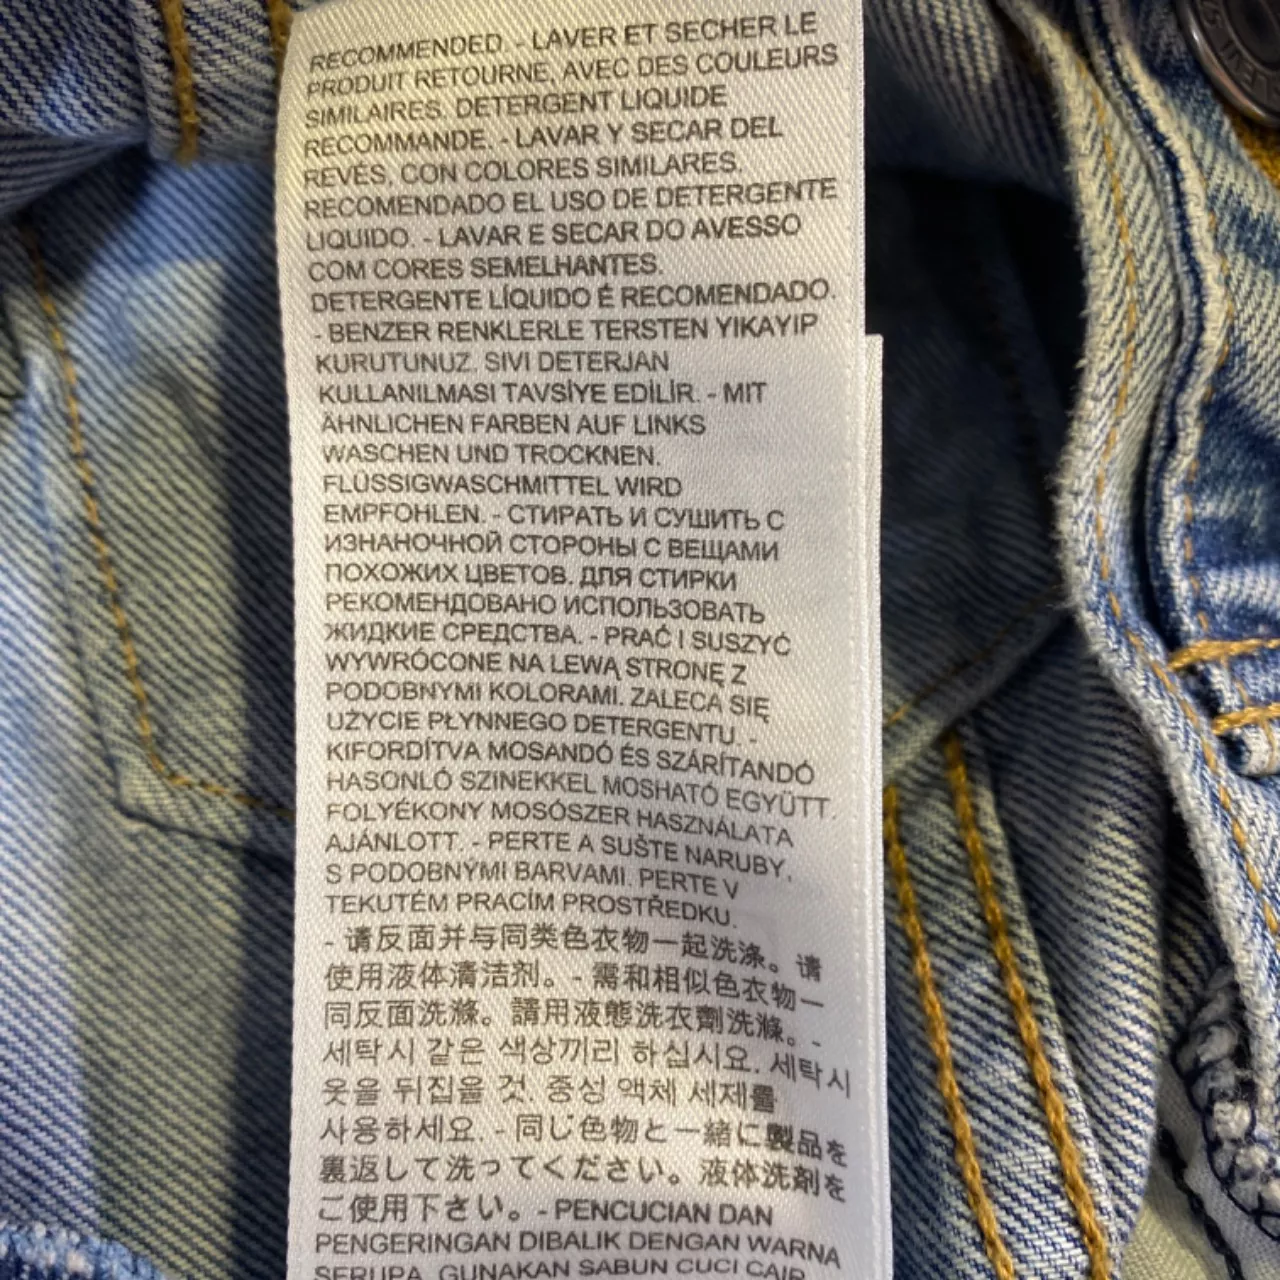 RECOMMENDED. - LAVER ET SECHER LE
PRODUIT RETOURNE, AVEC DES COULEURS
SIMILAIRES. DETERGENT LIQUIDE
RECOMMANDE. - LAVAR Y SECAR DEL
REVÉS, CON COLORES SIMILARES.
RECOMENDADO EL USO DE DETERGENTE
LIQUIDO. - LAVAR E SECAR DO AVESSO
COM CORES SEMELHANTES.
DETERGENTE LÍQUIDO É RECOMENDADO.
- BENZER RENKLERLE TERSTEN YIKAYIP
KURUTUNUZ. SIVI DETERJAN
KULLANILMASI TAVSİYE EDİLİR. - MIT
ÄHNLICHEN FARBEN AUF LINKS
WASCHEN UND TROCKNEN.
FLÜSSIGWASCHMITTEL WIRD
EMPFOHLEN. - СТИРАТЬ И СУШИТЬ С
ИЗНАНОЧНОЙ СТОРОНЫ С ВЕЩАМИ
ПОХОЖИХ ЦВЕТОВ. ДЛЯ СТИРКИ
РЕКОМЕНДОВАНО ИСПОЛЬЗОВАТЬ
ЖИДКИЕ СРЕДСТВА. - PRAĆ I SUSZYĆ
WYWRÓCONE NA LEWĄ STRONĘ Z
PODOBNYMI KOLORAMI. ZALECA SIĘ
UŻYCIE PŁYNNEGO DETERGENTU. -
KIFORDÍTVA MOSANDÓ ÉS SZÁRÍTANDÓ
HASONLÓ SZINEKKEL MOSHATÓ EGYÜTT.
FOLYÉKONY MOSÓSZER HASZNÁLATA
AJÁNLOTT. - PERTE A SUŠTE NARUBY,
S PODOBNÝMI BARVAMI. PERTE V
TEKUTÉM PRACÍM PROSTŘEDKU.
- 请反面并与同类色衣物一起洗涤。请
使用液体清洁剂。- 需和相似色衣物一
同反面洗滌。請用液態洗衣劑洗滌。-
세탁시 같은 색상끼리 하십시요. 세탁시
옷을 뒤집을 것. 중성 액체 세제를
사용하세요. - 同じ色物と一緒に製品を
裏返して洗ってください。液体洗剤を
ご使用下さい。- PENCUCIAN DAN
PENGERINGAN DIBALIK DENGAN WARNA
SERUPA. GUNAKAN SABUN CUCI CAIR